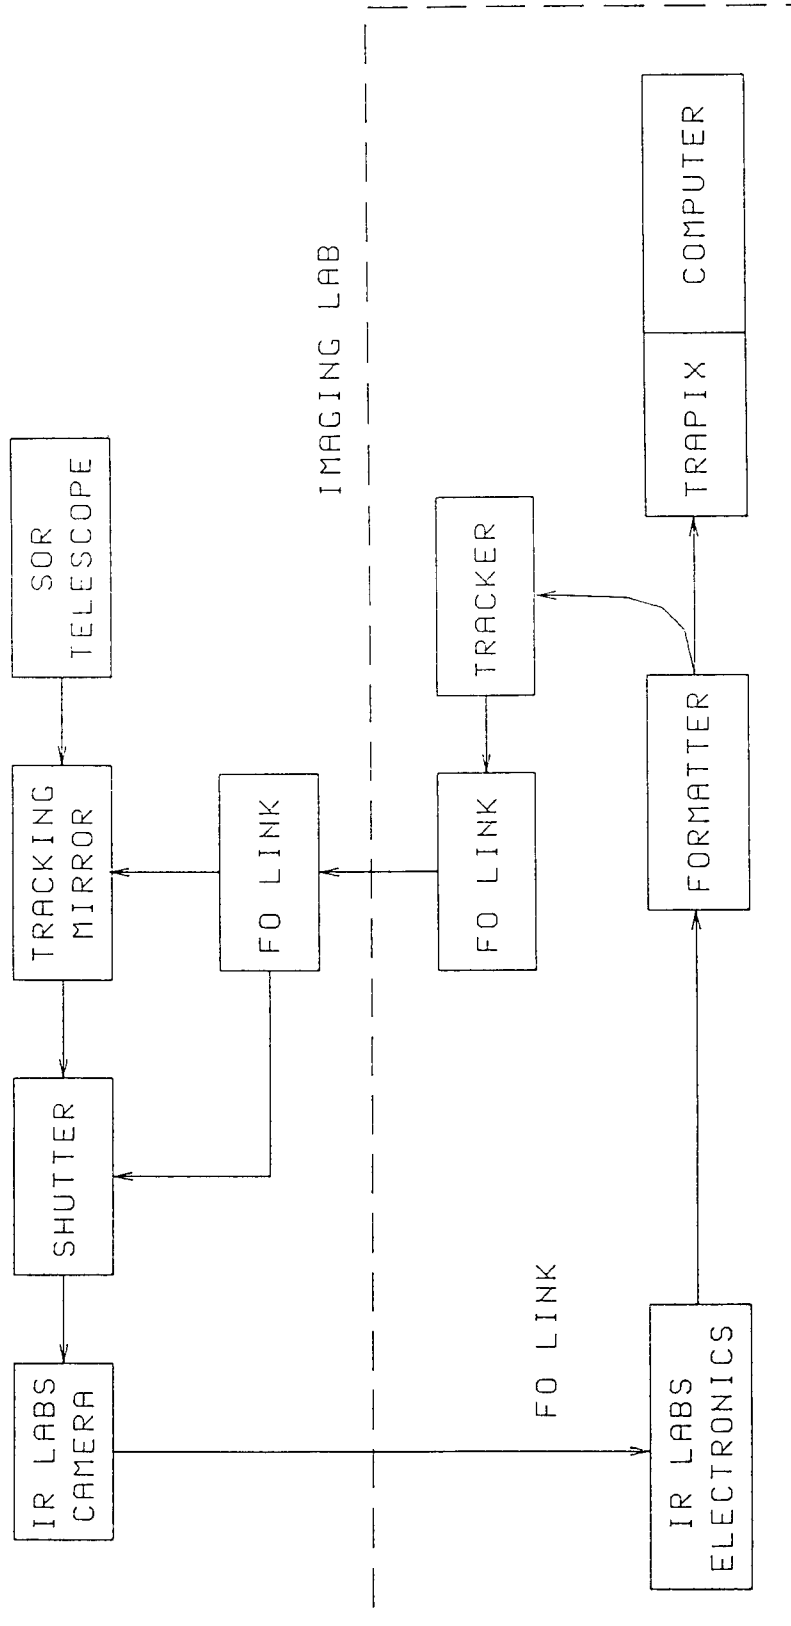 IR LABS
CAMERA
SHUTTER
TRACKING
MIRROR
SOR
TELESCOPE
FO LINK
IMAGING LAB
FO LINK
TRACKER
FO LINK
IR LABS
ELECTRONICS
FORMATTER
TRAPIX
COMPUTER